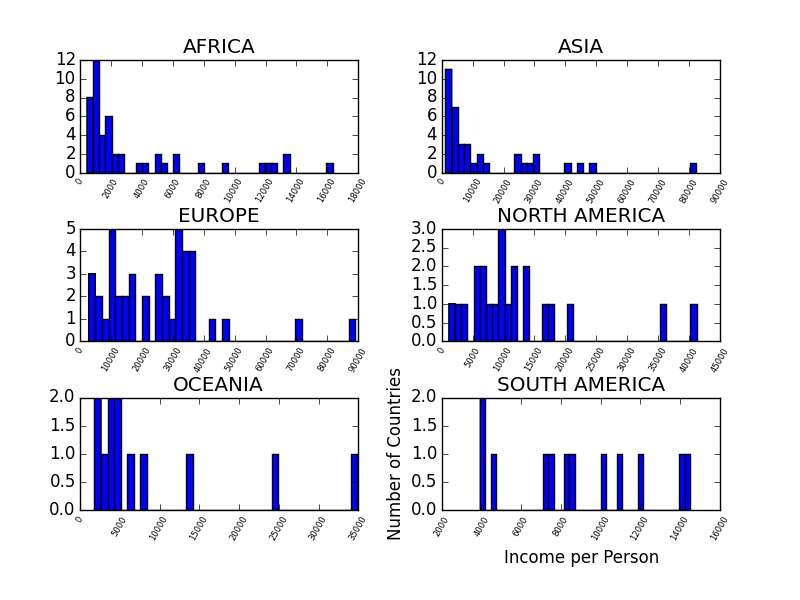 AFRICA
12
10
8
6
4
2
0
0 2000 4000 6000 8000 10000 12000 14000 16000 18000
ASIA
12
10
8
6
4
2
0
0 10000 20000 30000 40000 50000 60000 70000 80000 90000
EUROPE
5
4
3
2
1
0
0 10000 20000 30000 40000 50000 60000 70000 80000 90000
NORTH AMERICA
3.0
2.5
2.0
1.5
1.0
0.5
0.0
0 5000 10000 15000 20000 25000 30000 35000 40000 45000
OCEANIA
2.0
1.5
1.0
0.5
0.0
0 5000 10000 15000 20000 25000 30000 35000
SOUTH AMERICA
Number of Countries
2.0
1.5
1.0
0.5
0.0
2000 4000 6000 8000 10000 12000 14000 16000
Income per Person